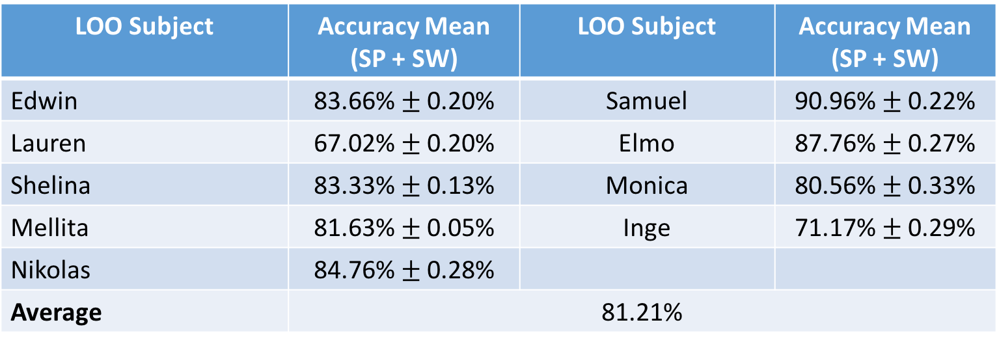 LOO Subject Accuracy Mean LOO Subject Accuracy Mean
(SP + SW) (SP + SW)
Edwin 83.66% ± 0.20% Samuel 90.96% ± 0.22%
Lauren 67.02% ± 0.20% Elmo 87.76% ± 0.27%
Shelina 83.33% ± 0.13% Monica 80.56% ± 0.33%
Mellita 81.63% ± 0.05% Inge 71.17% ± 0.29%
Nikolas 84.76% ± 0.28%
Average 81.21%